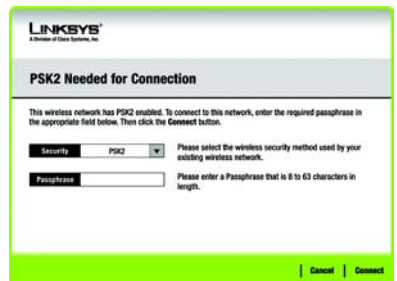 LINKSYS®
A Division of Cisco Systems, Inc.
PSK2 Needed for Connection
This wireless network has PSK2 enabled. To connect to this network, enter the required passphrase in
the appropriate field below. Then click the Connect button.
Security PSK2 Please select the wireless security method used by your
existing wireless network.
Passphrase Please enter a Passphrase that is 8 to 63 characters in
length.
Cancel Connect